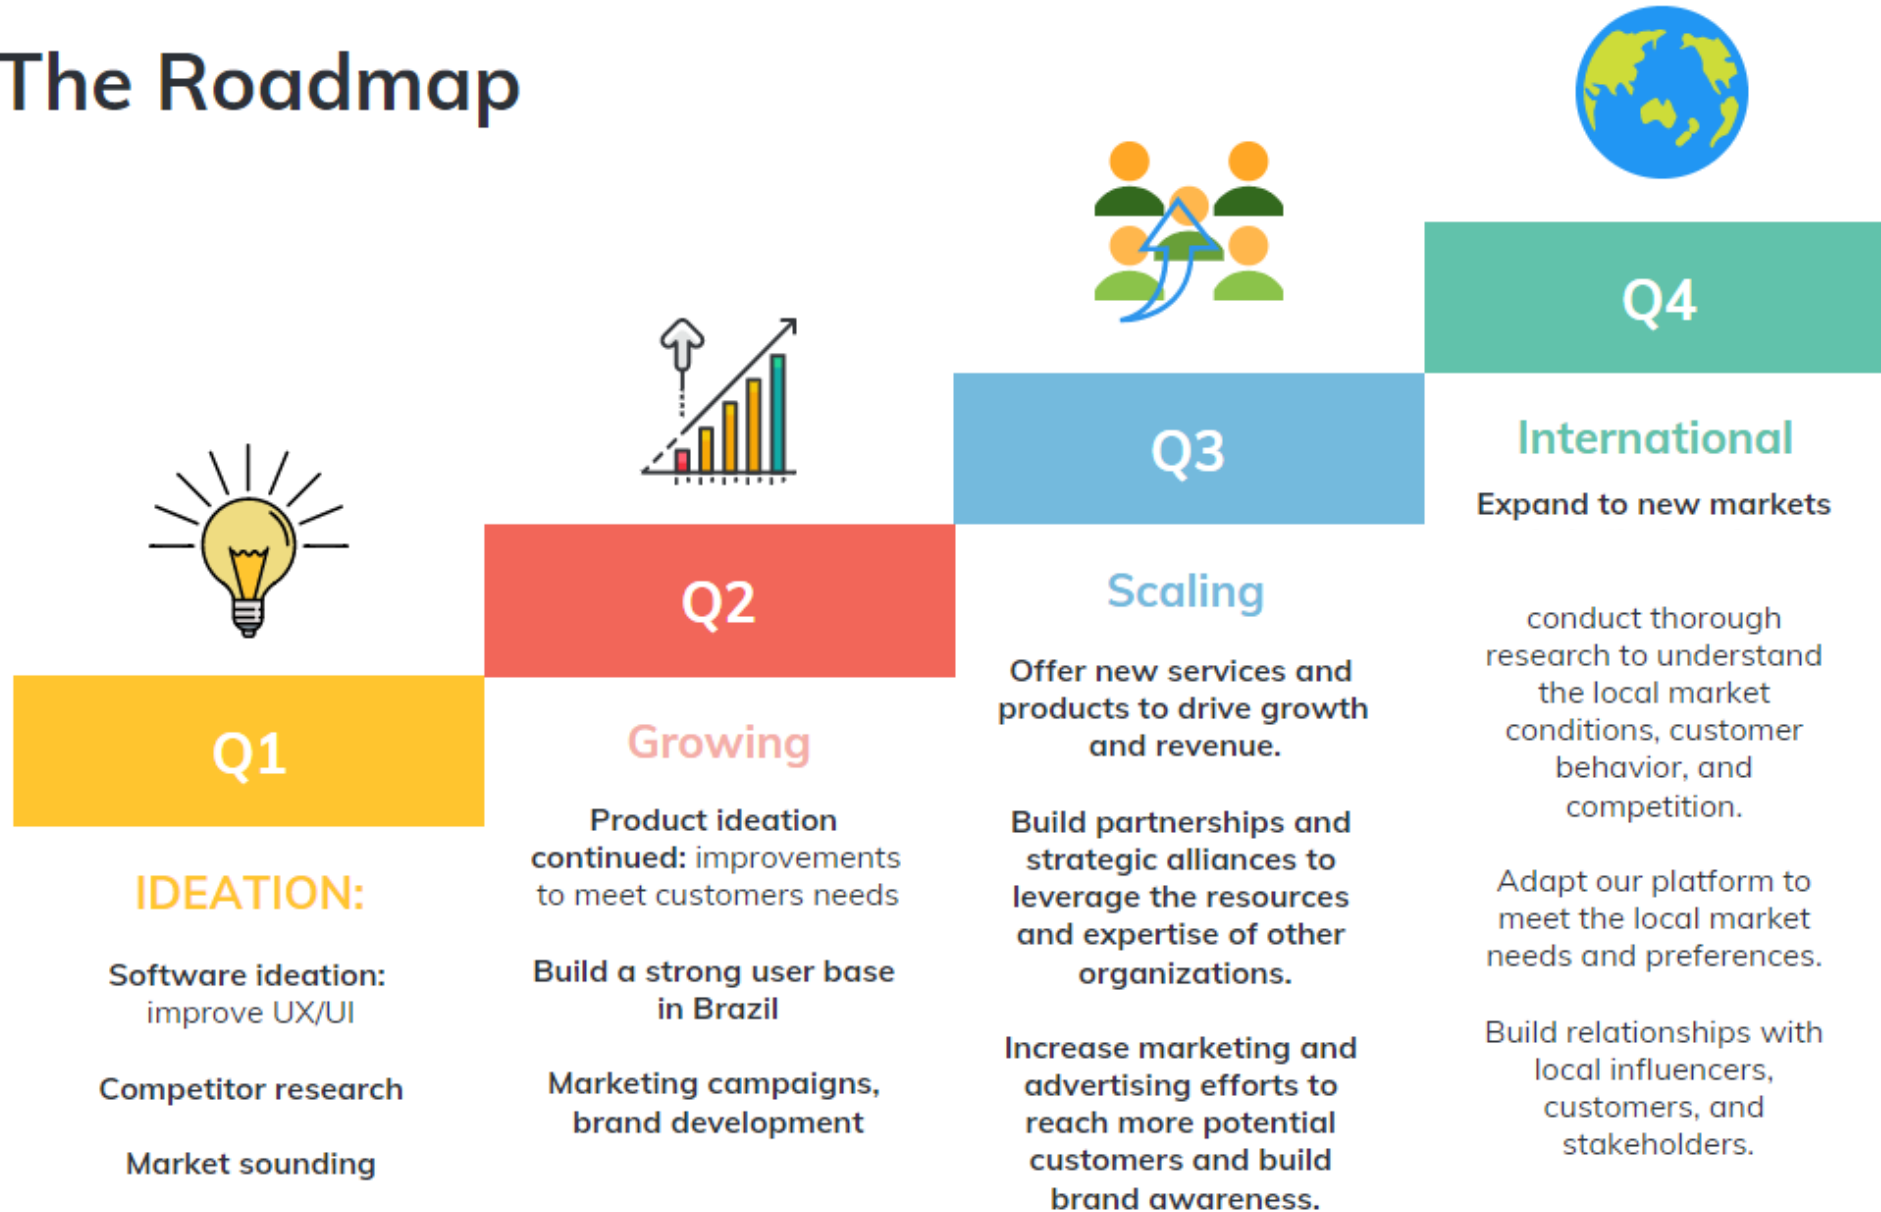 The Roadmap
Q1
IDEATION:
Software ideation:
improve UX/UI
Competitor research
Market sounding
Q2
Growing
Product ideation
continued: improvements
to meet customers needs
Build a strong user base
in Brazil
Marketing campaigns,
brand development
Q3
Scaling
Offer new services and
products to drive growth
and revenue.
Build partnerships and
strategic alliances to
leverage the resources
and expertise of other
organizations.
Increase marketing and
advertising efforts to
reach more potential
customers and build
brand awareness.
Q4
International
Expand to new markets
conduct thorough
research to understand
the local market
conditions, customer
behavior, and
competition.
Adapt our platform to
meet the local market
needs and preferences.
Build relationships with
local influencers,
customers, and
stakeholders.